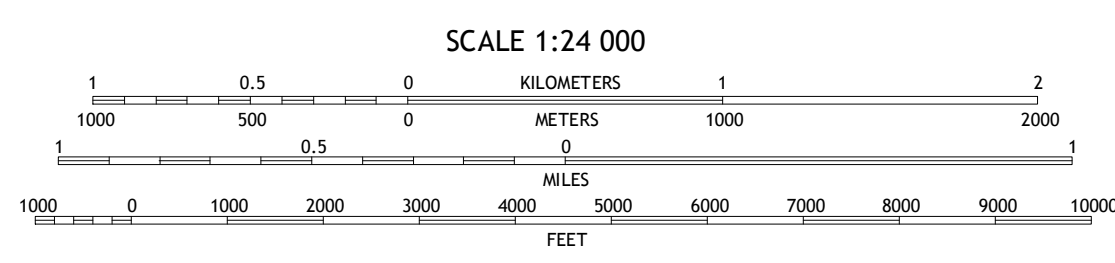 SCALE 1:24 000
1 0.5 0 KILOMETERS 1 2
1000 500 0 METERS 1000 2000
1 0.5 0 1
MILES
1000 0 1000 2000 3000 4000 5000 6000 7000 8000 9000 10000
FEET